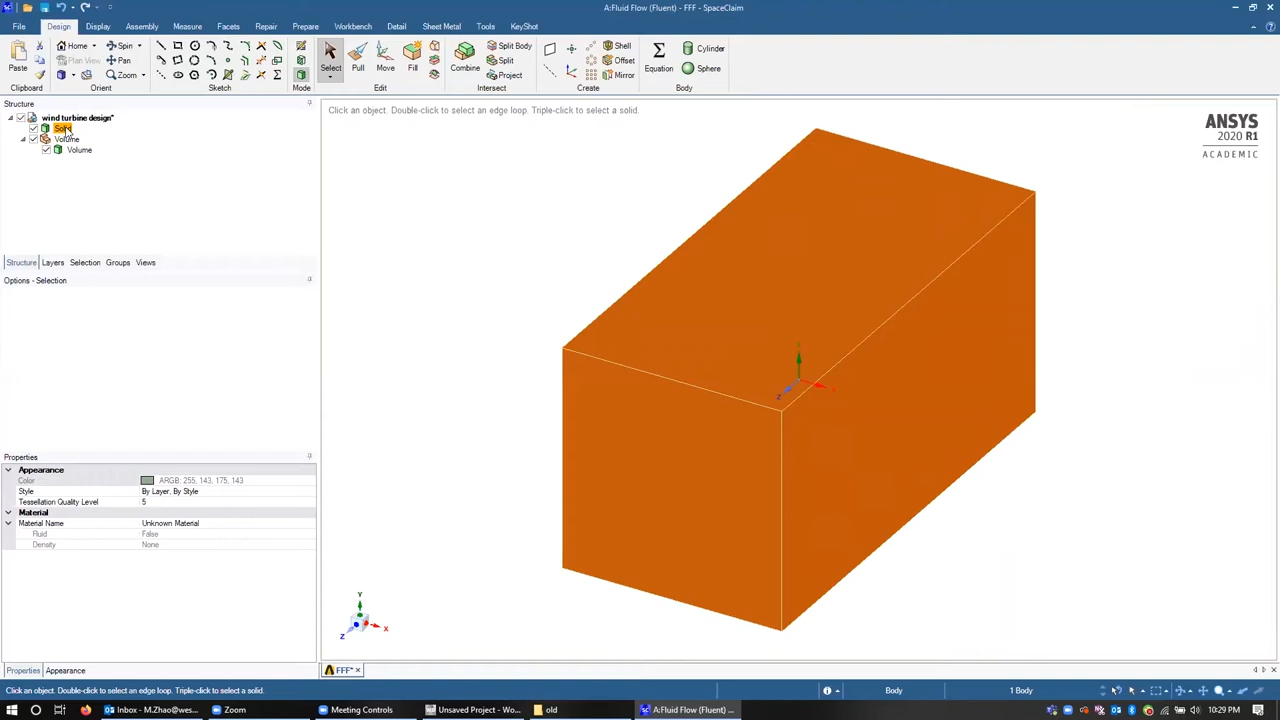 A:Fluid Flow (Fluent) - FFF - SpaceClaim
File Design Display Assembly Measure Facets Repair Prepare Workbench Detail Sheet Metal Tools KeyShot
Home Spin Split Body Shell Cylinder
Plan View Pan Split Offset
Paste Zoom Select Pull Move Fill Combine Project Mirror Equation Sphere
Clipboard Orient Sketch Mode Edit Intersect Create Body
Structure
Click an object. Double-click to select an edge loop. Triple-click to select a solid.
wind turbine design*
Solid
Volume
Volume
ANSYS
2020 R1
ACADEMIC
Structure Layers Selection Groups Views
Options - Selection
X
Z
Properties
Appearance
Color ARGB: 255, 143, 175, 143
Style By Layer, By Style
Tessellation Quality Level 5
Material
Material Name Unknown Material
Fluid False
Density None
Y
X
Z
Properties Appearance
FFF*
Click an object. Double-click to select an edge loop. Triple-click to select a solid. Body 1 Body
Inbox - M.Zhao@wes... Zoom Meeting Controls Unsaved Project - Wo... old A:Fluid Flow (Fluent) ... 10:29 PM